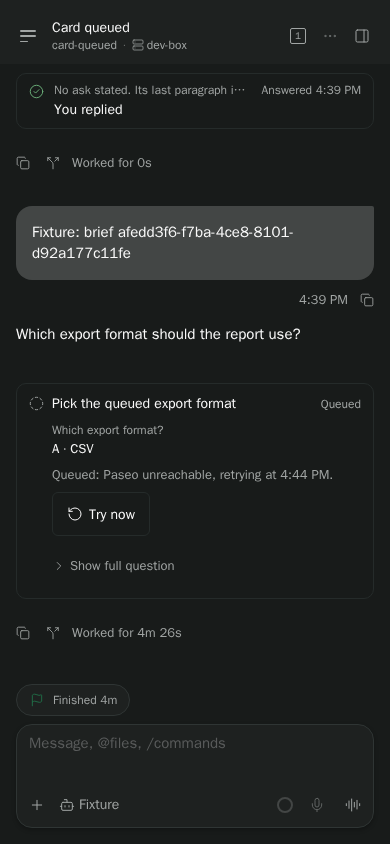 Card queued
card-queued · dev-box
1
No ask stated. Its last paragraph i··· Answered 4:39 PM
You replied
Worked for 0s
Fixture: brief afedd3f6-f7ba-4ce8-8101-
d92a177c11fe
4:39 PM
Which export format should the report use?
Pick the queued export format Queued
Which export format?
A · CSV
Queued: Paseo unreachable, retrying at 4:44 PM.
Try now
Show full question
Worked for 4m 26s
Finished 4m
Message, @files, /commands
Fixture